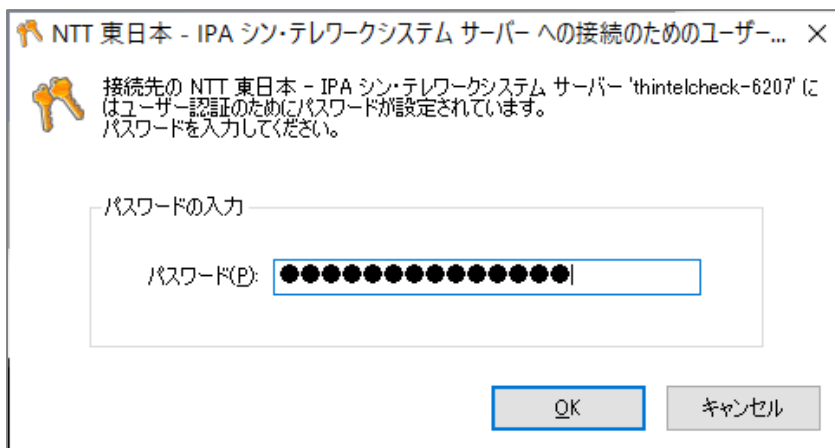 NTT 東日本 - IPA シン・テレワークシステム サーバー への接続のためのユーザー...
接続先の NTT 東日本 - IPA シン・テレワークシステム サーバー 'thintelcheck-6207' に
はユーザー認証のためにパスワードが設定されています。
パスワードを入力してください。
パスワードの入力
パスワード(P): ●●●●●●●●●●●●●●
OK
キャンセル